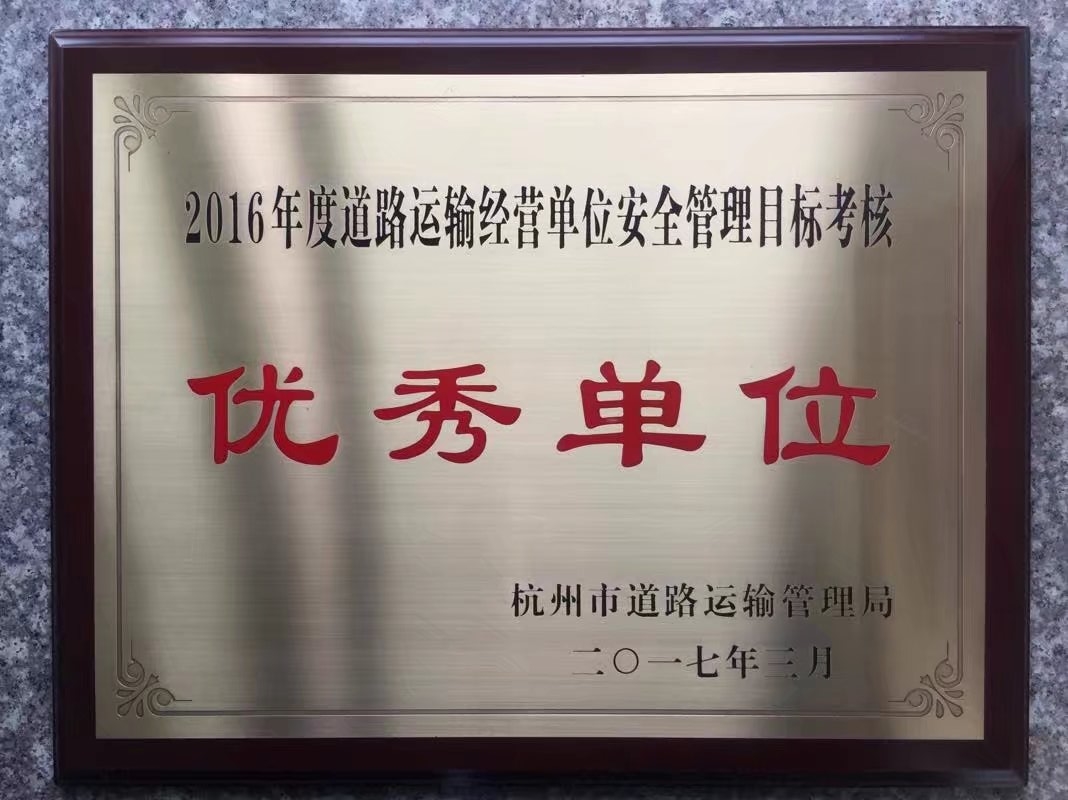 2016年度道路运输经营单位安全管理目标考核
优秀单位
杭州市道路运输管理局
二〇一七年三月